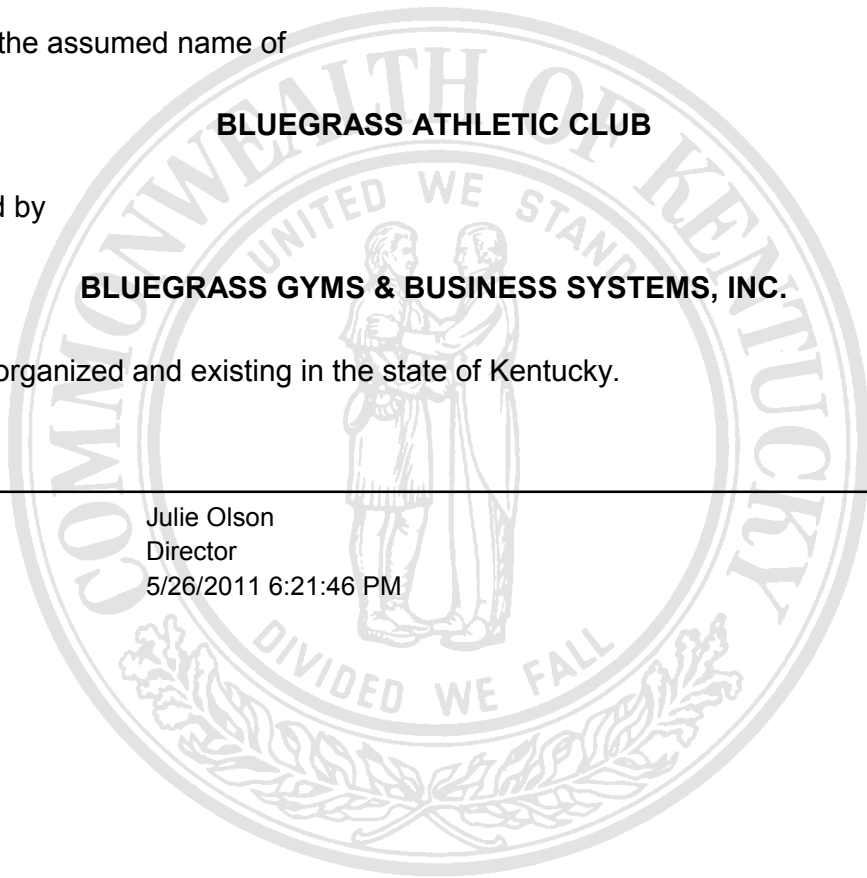 the assumed name of
BLUEGRASS ATHLETIC CLUB
d by
BLUEGRASS GYMS & BUSINESS SYSTEMS, INC.
organized and existing in the state of Kentucky.
Julie Olson
Director
5/26/2011 6:21:46 PM
COMMONWEALTH OF KENTUCKY
UNITED WE STAND
DIVIDED WE FALL